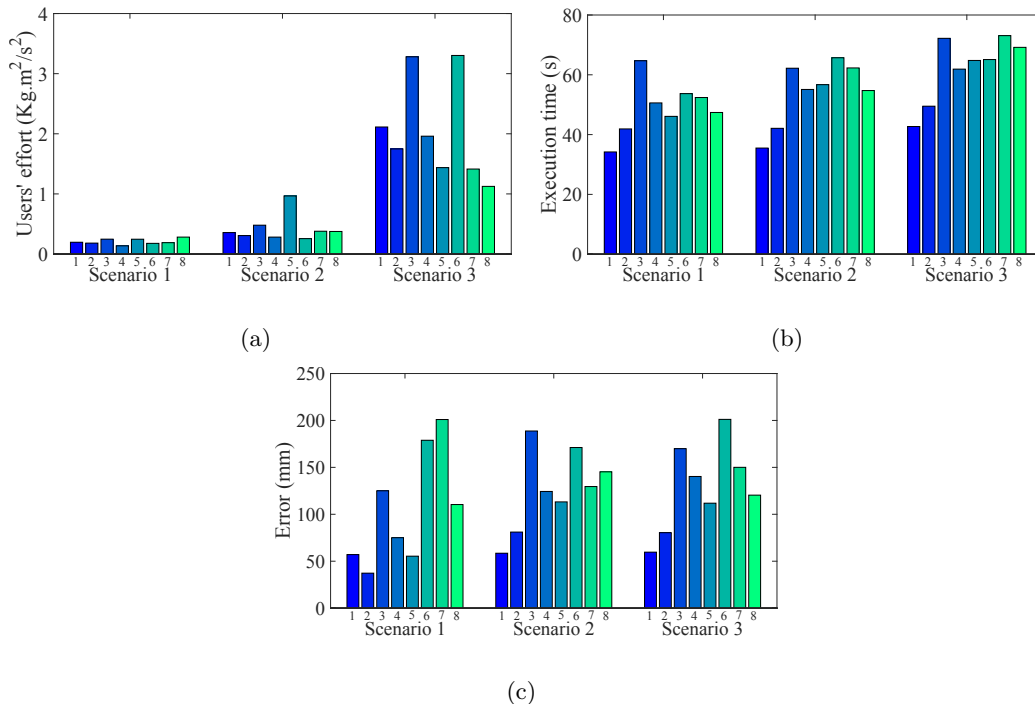 4
3
2
1
0
Users' effort (Kg.m²/s²)
1 2 3 4 5 6 7 8 1 2 3 4 5 6 7 8 1 2 3 4 5 6 7 8
Scenario 1 Scenario 2 Scenario 3
(a)
80
60
40
20
0
Execution time (s)
1 2 3 4 5 6 7 8 1 2 3 4 5 6 7 8 1 2 3 4 5 6 7 8
Scenario 1 Scenario 2 Scenario 3
(b)
250
200
150
100
50
0
Error (mm)
1 2 3 4 5 6 7 8 1 2 3 4 5 6 7 8 1 2 3 4 5 6 7 8
Scenario 1 Scenario 2 Scenario 3
(c)